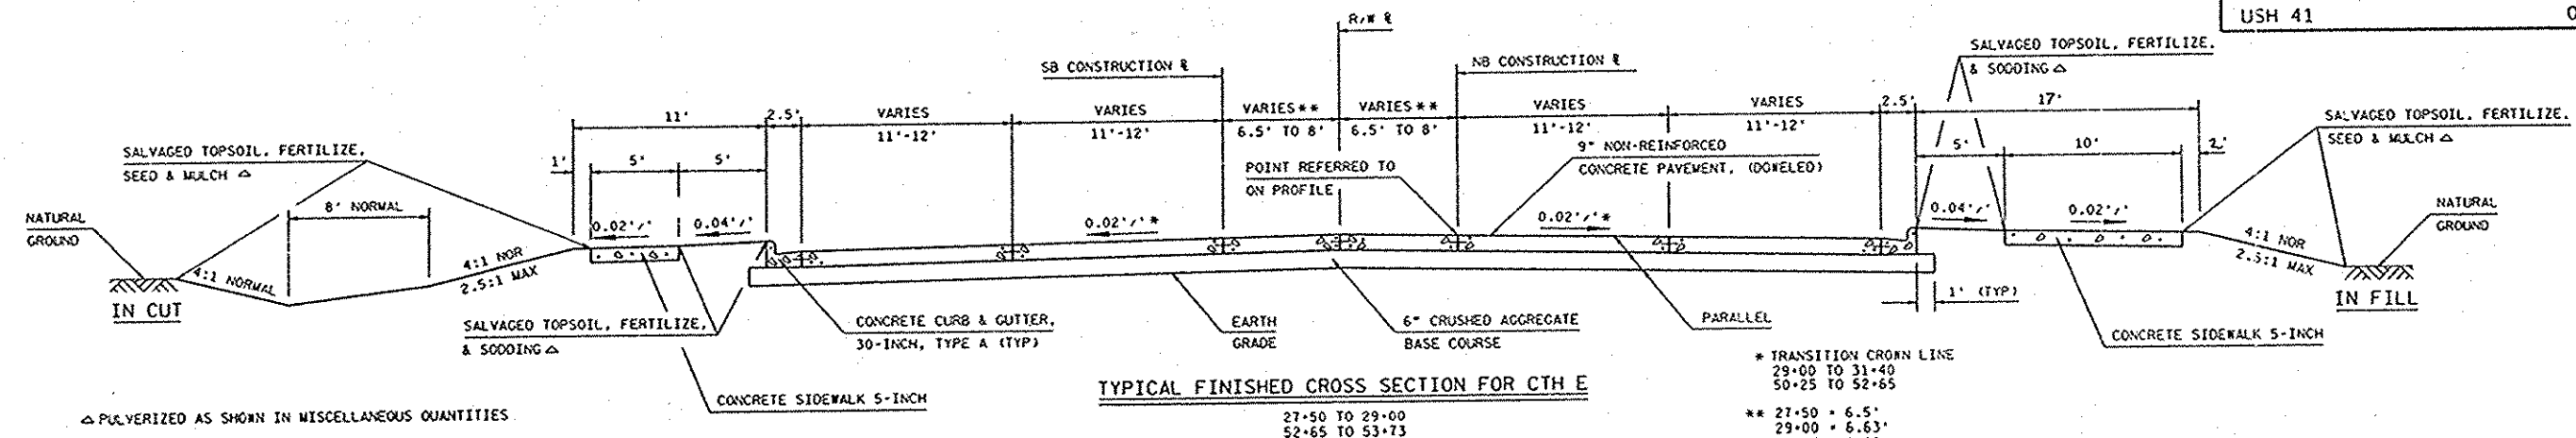 USH 41
R/W ℄
SB CONSTRUCTION ℄
NB CONSTRUCTION ℄
SALVAGED TOPSOIL, FERTILIZE,
& SODDING △
11'
2.5'
VARIES
11'-12'
VARIES
11'-12'
VARIES**
6.5' TO 8'
VARIES**
6.5' TO 8'
VARIES
11'-12'
VARIES
11'-12'
2.5'
17'
SALVAGED TOPSOIL, FERTILIZE,
SEED & MULCH △
1'
5'
5'
POINT REFERRED TO
ON PROFILE
9" NON-REINFORCED
CONCRETE PAVEMENT, (DOWELED)
5'
10'
2'
SALVAGED TOPSOIL, FERTILIZE,
SEED & MULCH △
NATURAL
GROUND
8' NORMAL
0.02'/'
0.04'/'
0.02'/'*
0.02'/'*
0.04'/'
0.02'/'
NATURAL
GROUND
4:1 NORMAL
4:1 NOR
2.5:1 MAX
4:1 NOR
2.5:1 MAX
IN CUT
1' (TYP)
IN FILL
SALVAGED TOPSOIL, FERTILIZE,
& SODDING △
CONCRETE CURB & GUTTER,
30-INCH, TYPE A (TYP)
EARTH
GRADE
6" CRUSHED AGGREGATE
BASE COURSE
PARALLEL
CONCRETE SIDEWALK 5-INCH
* TRANSITION CROWN LINE
29+00 TO 31+40
50+25 TO 52+65
TYPICAL FINISHED CROSS SECTION FOR CTH E
27+50 TO 29+00
52+65 TO 53+73
CONCRETE SIDEWALK 5-INCH
△ PULVERIZED AS SHOWN IN MISCELLANEOUS QUANTITIES
** 27+50 = 6.5'
29+00 = 6.63'